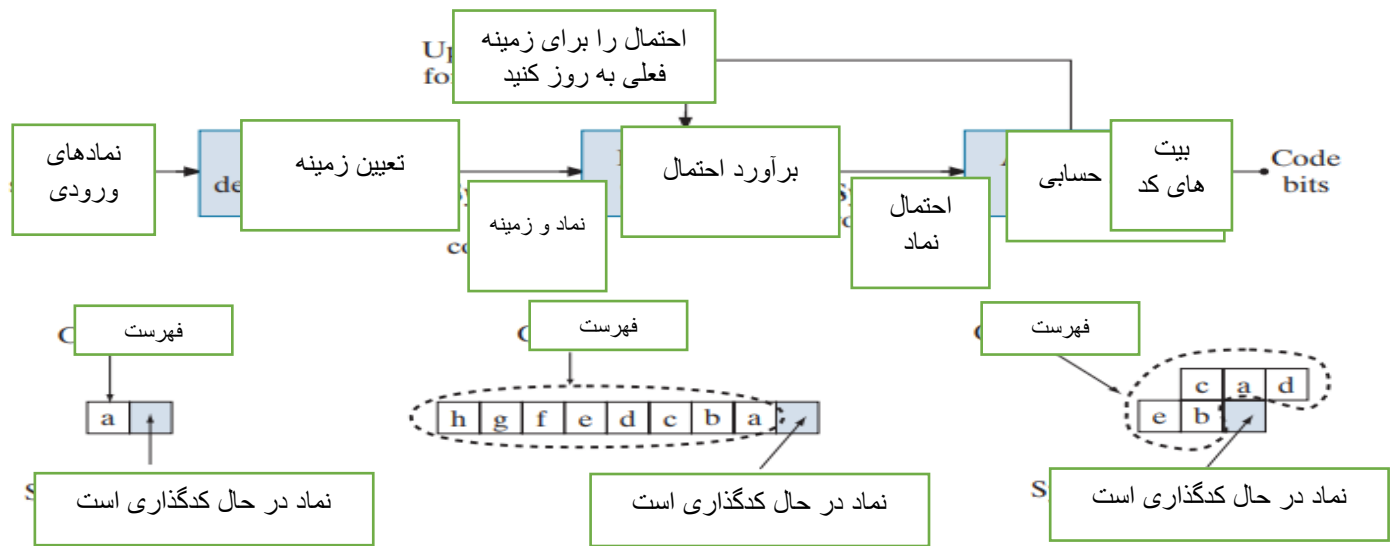 احتمال را برای زمینه
فعلی به روز کنید
نمادهای
ورودی
تعیین زمینه
نماد و زمینه
برآورد احتمال
احتمال
نماد
حسابی
بیت
های کد
Code
bits
فهرست
a
نماد در حال کدگذاری است
فهرست
h g f e d c b a
نماد در حال کدگذاری است
فهرست
c a d
e b
نماد در حال کدگذاری است